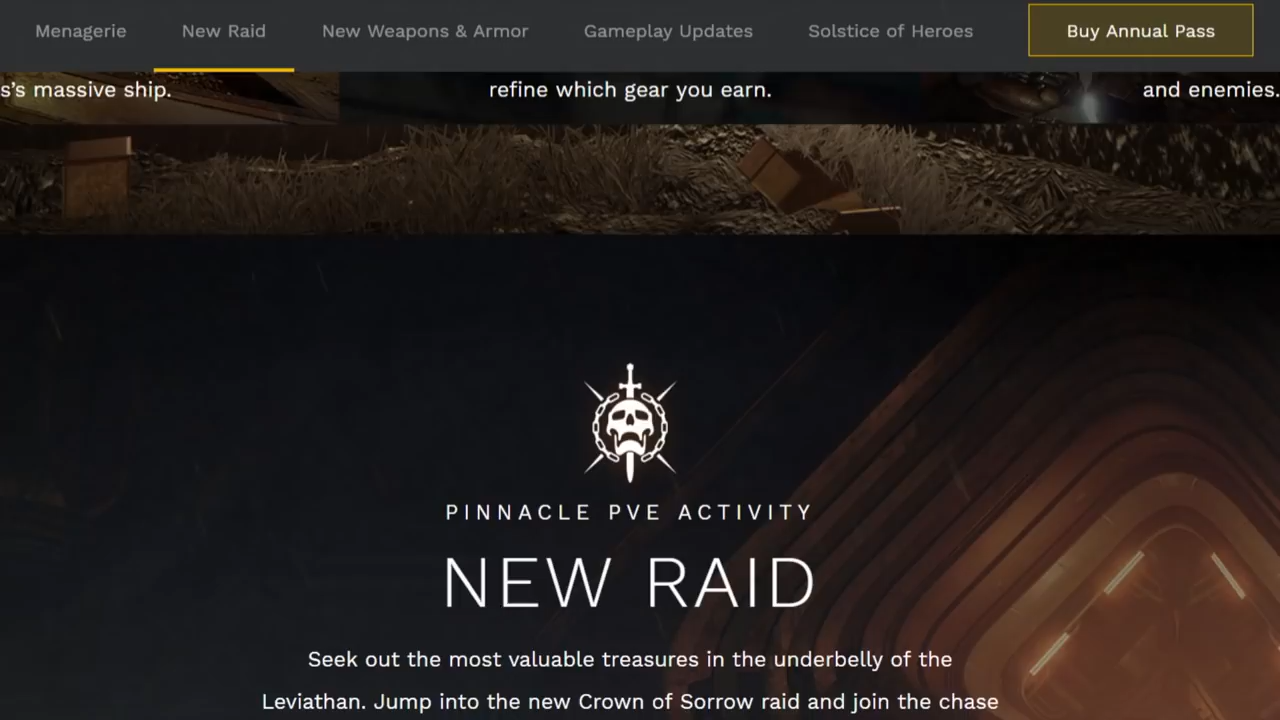 Menagerie New Raid New Weapons & Armor Gameplay Updates Solstice of Heroes Buy Annual Pass
s’s massive ship. refine which gear you earn. and enemies.
PINNACLE PVE ACTIVITY
NEW RAID
Seek out the most valuable treasures in the underbelly of the
Leviathan. Jump into the new Crown of Sorrow raid and join the chase